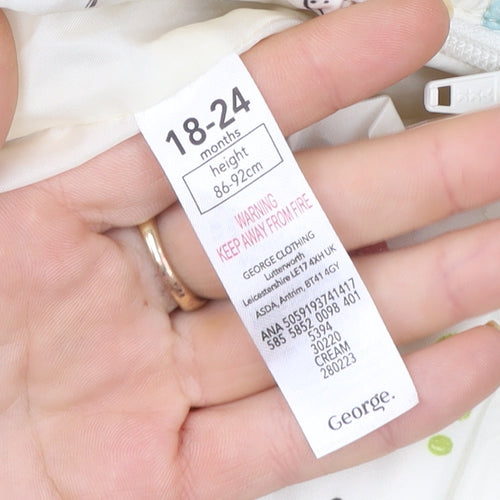 18-24
months
height
86-92cm
WARNING
KEEP AWAY FROM FIRE
GEORGE CLOTHING
Lutterworth
Leicestershire LE17 4XH UK
ASDA, Antrim, BT41 4GY
ANA 5059193741417
585 5852 0098 401
5394
30220
CREAM
280223
George.